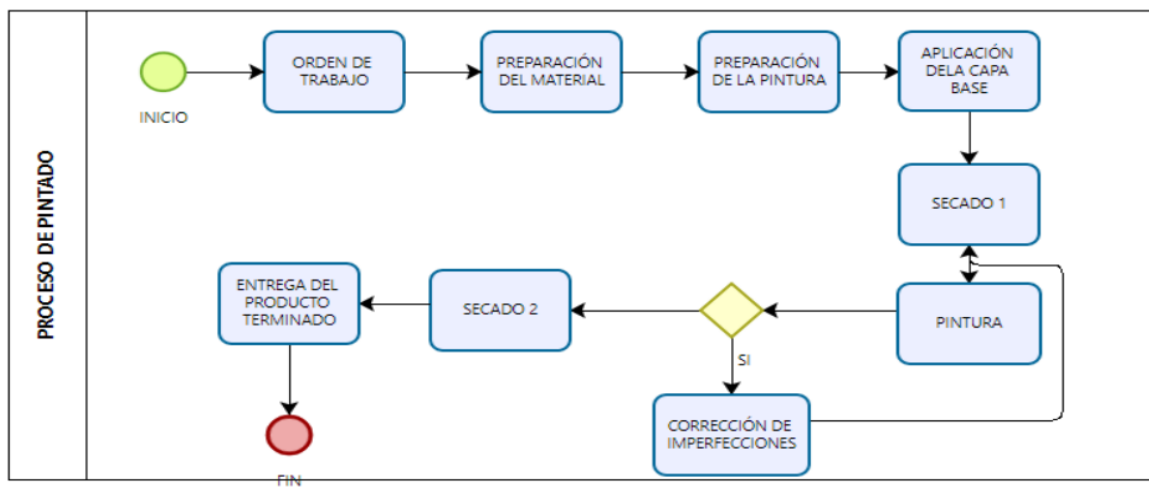 PROCESO DE PINTADO
INICIO
ORDEN DE
TRABAJO
PREPARACIÓN
DEL MATERIAL
PREPARACIÓN
DE LA PINTURA
APLICACIÓN
DELA CAPA
BASE
SECADO 1
PINTURA
SI
CORRECCIÓN DE
IMPERFECCIONES
SECADO 2
ENTREGA DEL
PRODUCTO
TERMINADO
FIN